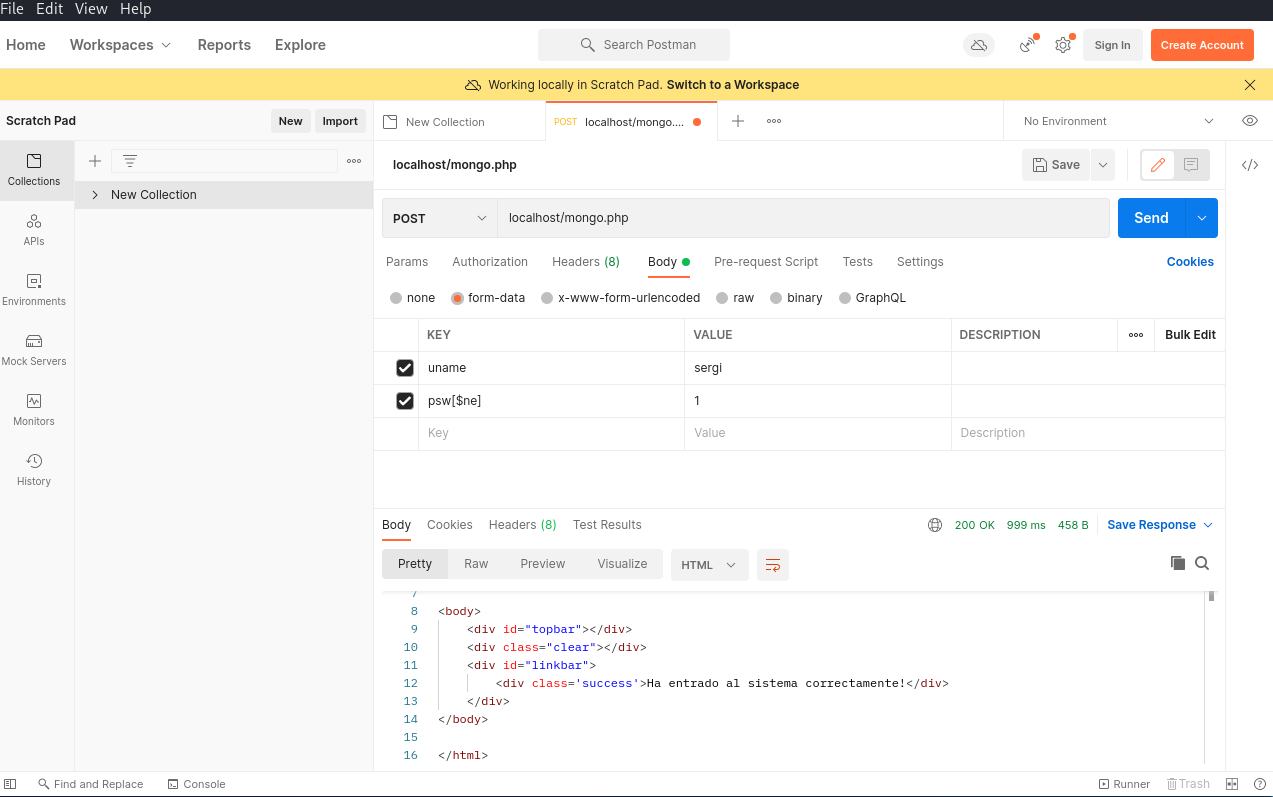 File Edit View Help
Home Workspaces Reports Explore Search Postman Sign In Create Account
Working locally in Scratch Pad. Switch to a Workspace
Scratch Pad New Import New Collection POST localhost/mongo.... No Environment
Collections
New Collection
APIs
Environments
Mock Servers
Monitors
History
localhost/mongo.php Save
POST localhost/mongo.php Send
Params Authorization Headers (8) Body Pre-request Script Tests Settings Cookies
none form-data x-www-form-urlencoded raw binary GraphQL
KEY VALUE DESCRIPTION Bulk Edit
uname sergi
psw[$ne] 1
Key Value Description
Body Cookies Headers (8) Test Results 200 OK 999 ms 458 B Save Response
Pretty Raw Preview Visualize HTML
7
8 <body>
9 <div id="topbar"></div>
10 <div class="clear"></div>
11 <div id="linkbar">
12 <div class='success'>Ha entrado al sistema correctamente!</div>
13 </div>
14 </body>
15
16 </html>
Find and Replace Console Runner Trash